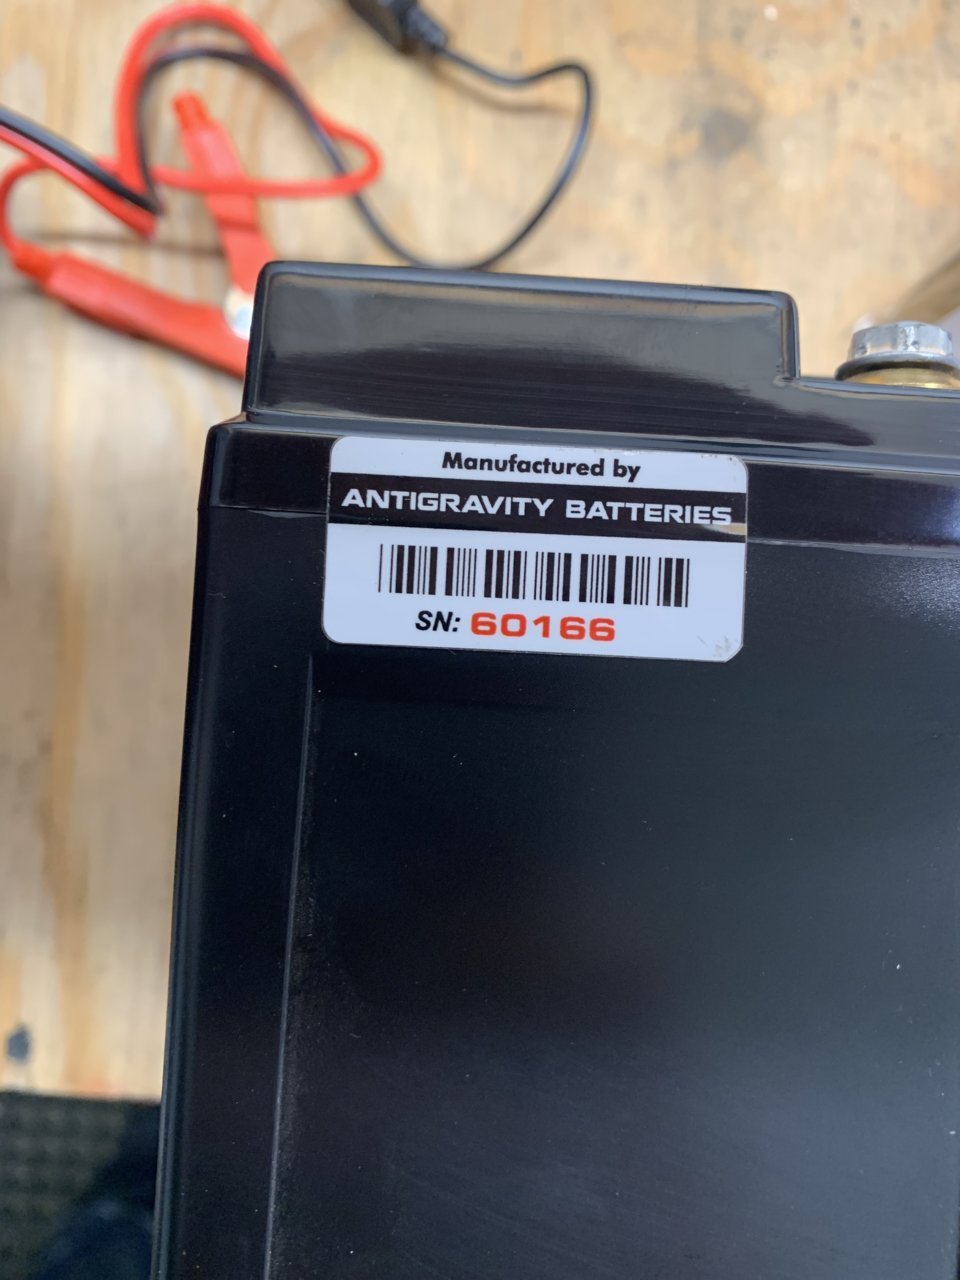 Manufactured by
ANTIGRAVITY BATTERIES
SN: 60166